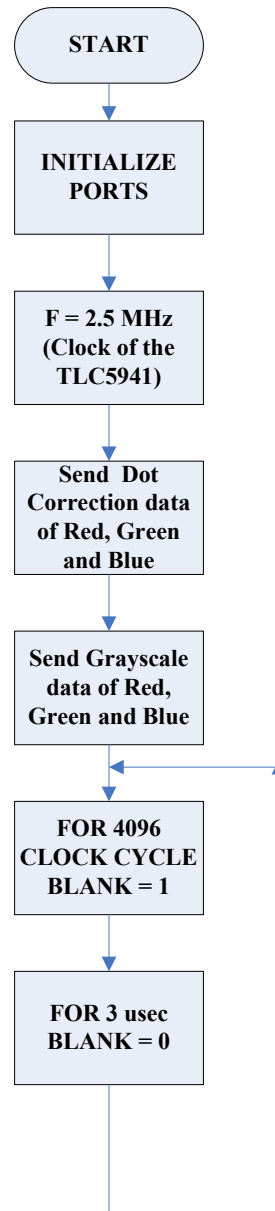 START
INITIALIZE
PORTS
F = 2.5 MHz
(Clock of the
TLC5941)
Send Dot
Correction data
of Red, Green
and Blue
Send Grayscale
data of Red,
Green and Blue
FOR 4096
CLOCK CYCLE
BLANK = 1
FOR 3 usec
BLANK = 0